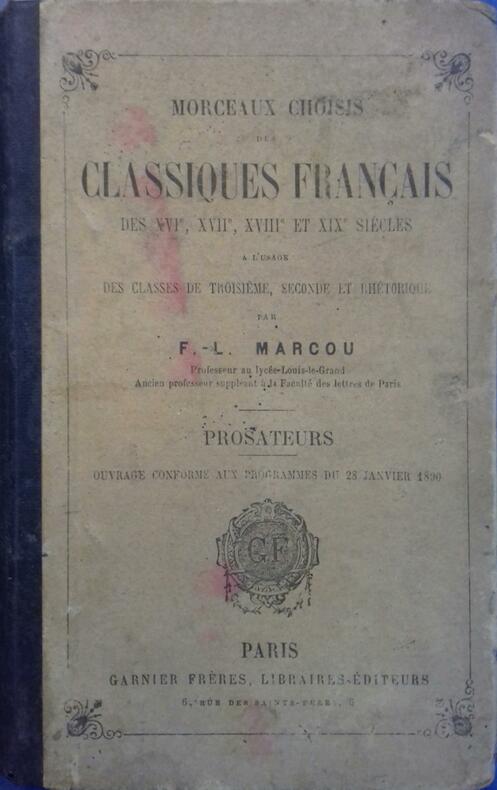 MORCEAUX CHOISIS
DES
CLASSIQUES FRANÇAIS
DES XVIᵉ, XVIIᵉ, XVIIIᵉ ET XIXᵉ SIÈCLES
A L'USAGE
DES CLASSES DE TROISIÈME, SECONDE ET RHÉTORIQUE
PAR
F.-L. MARCOU
Professeur au lycée-Louis-le-Grand
Ancien professeur suppléant à la Faculté des lettres de Paris
PROSATEURS
OUVRAGE CONFORME AUX PROGRAMMES DU 28 JANVIER 1890
GF
PARIS
GARNIER FRÈRES, LIBRAIRES-ÉDITEURS
6, RUE DES SAINTS-PÈRES, 6